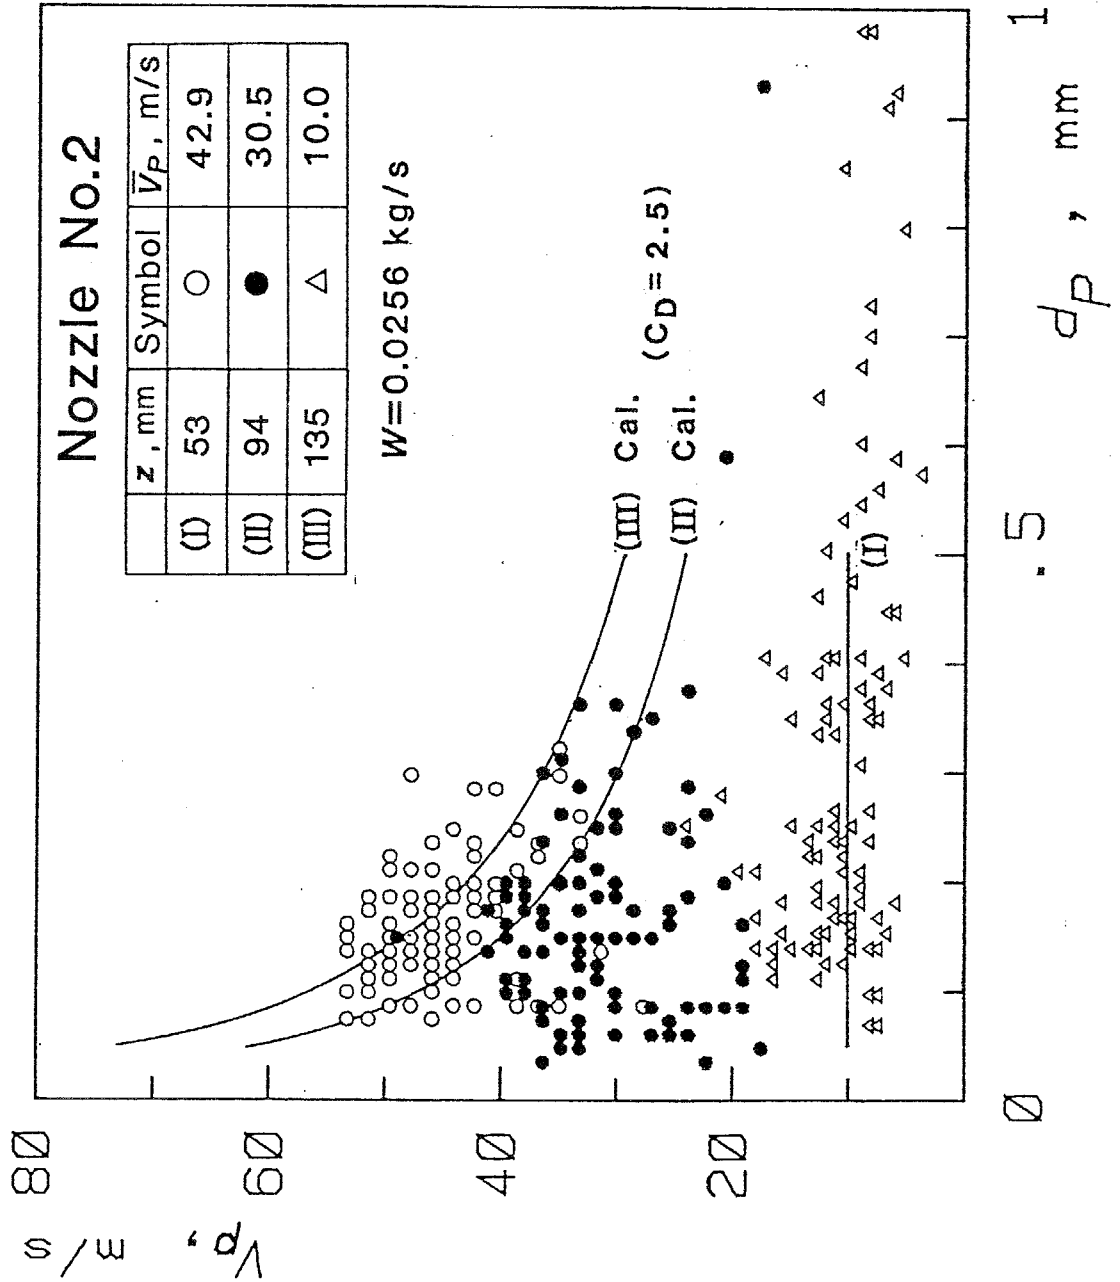 Nozzle No.2
z, mm Symbol V̅P, m/s
(I) 53 ○ 42.9
(II) 94 ● 30.5
(III) 135 △ 10.0
W=0.0256 kg/s
(III) Cal.
(CD=2.5)
(II) Cal.
(I)
Vp, m/s
80
60
40
20
0
.5
1
dp, mm